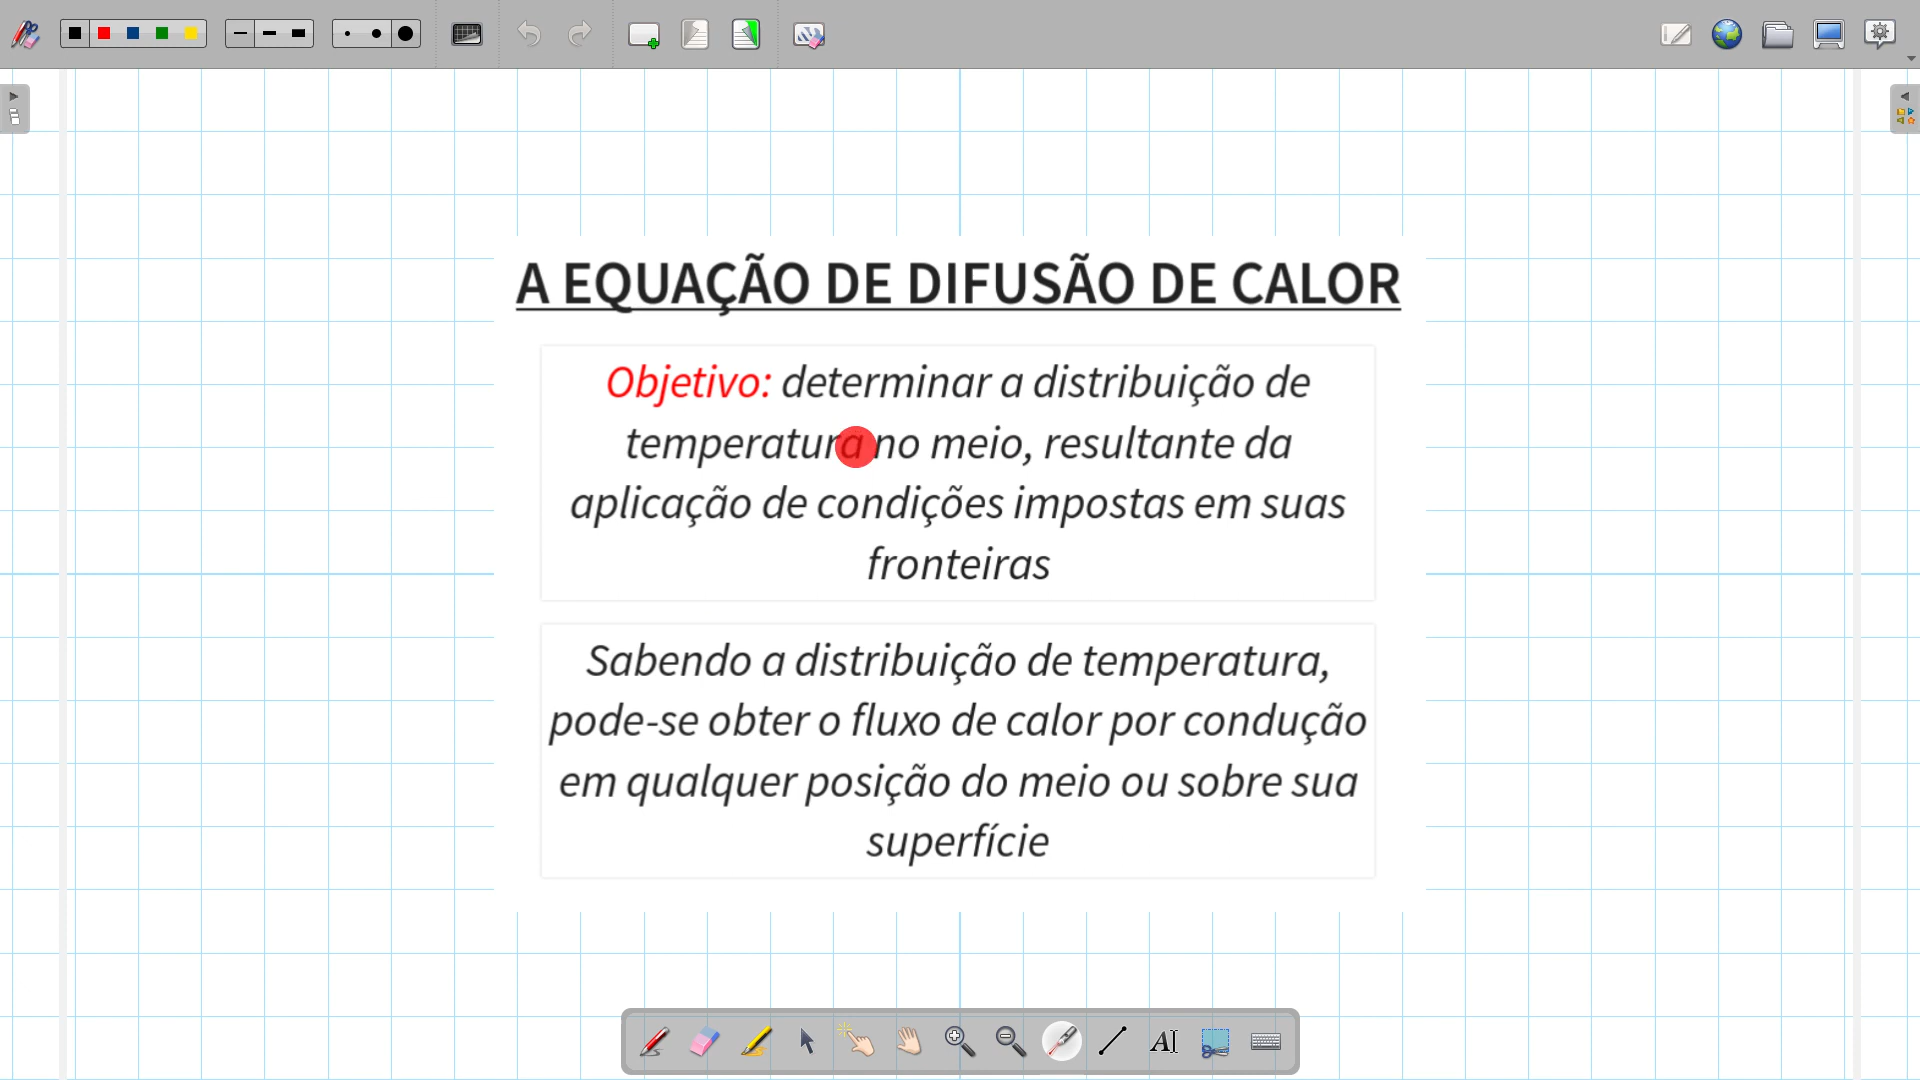 A EQUAÇÃO DE DIFUSÃO DE CALOR
Objetivo: determinar a distribuição de
temperatura no meio, resultante da
aplicação de condições impostas em suas
fronteiras
Sabendo a distribuição de temperatura,
pode-se obter o fluxo de calor por condução
em qualquer posição do meio ou sobre sua
superfície